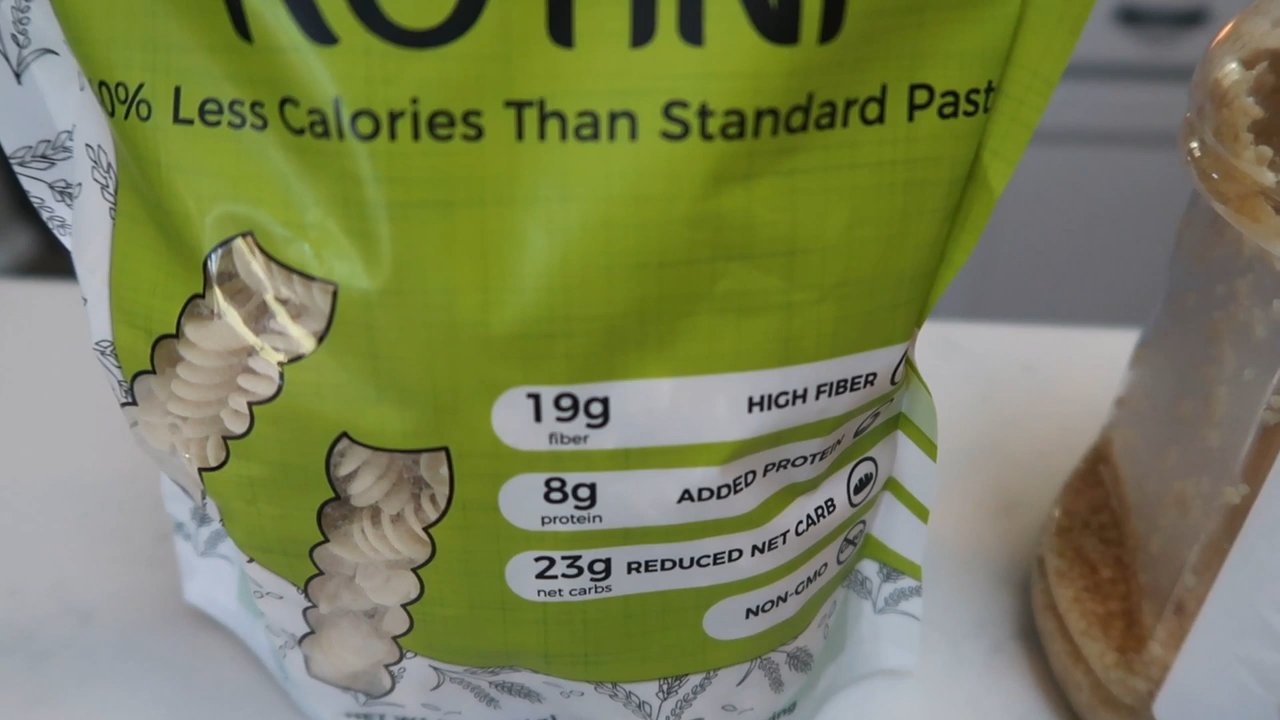 ROTINI
0% Less Calories Than Standard Past
19g
fiber
HIGH FIBER
8g
protein
ADDED PROTEIN
23g
net carbs
REDUCED NET CARB
NON-GMO